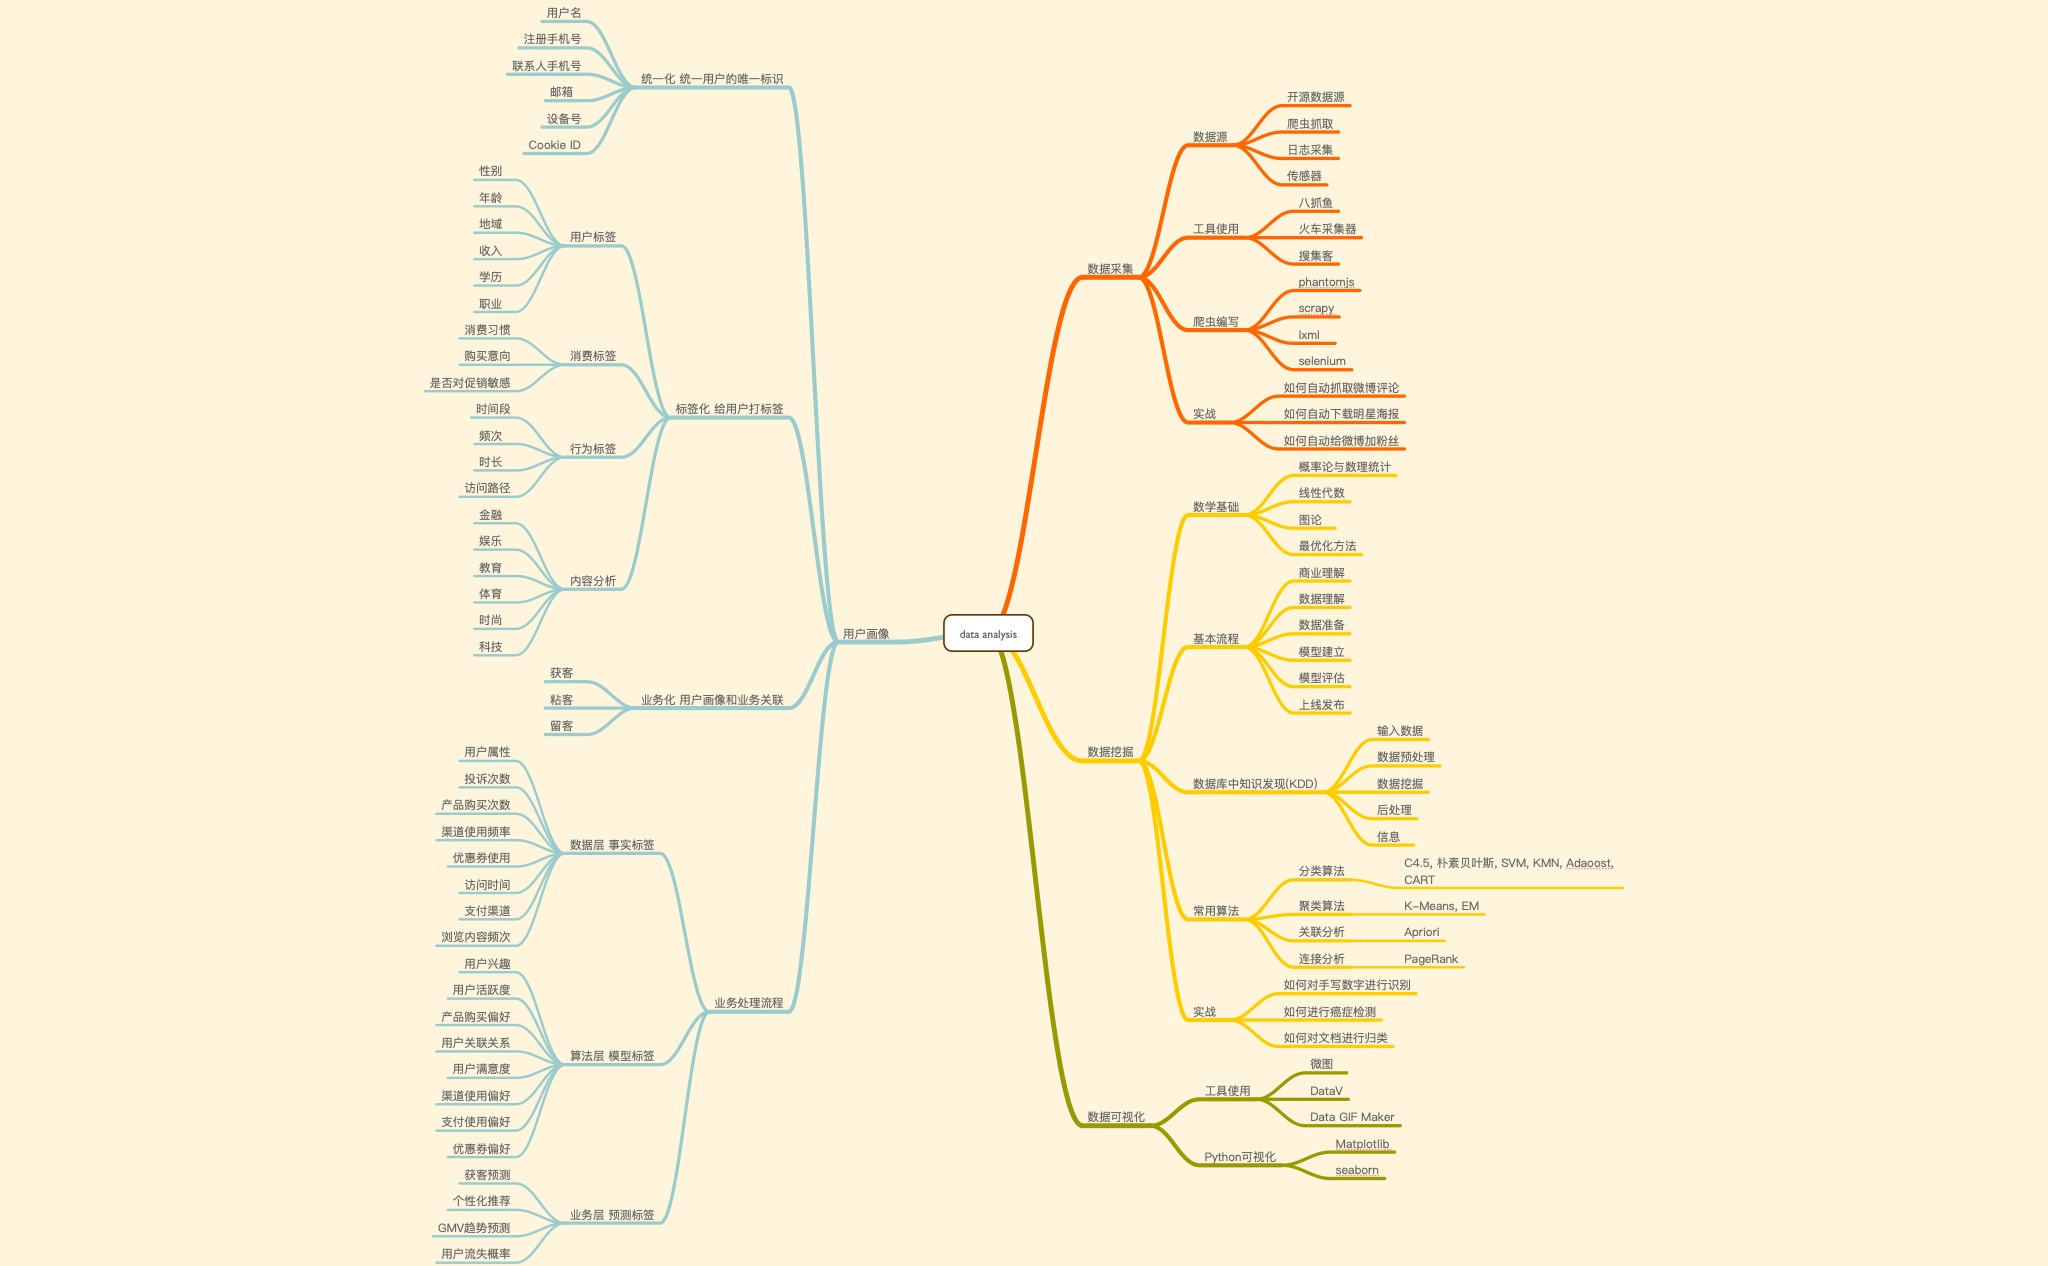 data analysis
用户画像
统一化 统一用户的唯一标识
用户名
注册手机号
联系人手机号
邮箱
设备号
Cookie ID
标签化 给用户打标签
用户标签
性别
年龄
地域
收入
学历
职业
消费标签
消费习惯
购买意向
是否对促销敏感
行为标签
时间段
频次
时长
访问路径
内容分析
金融
娱乐
教育
体育
时尚
科技
业务化 用户画像和业务关联
获客
粘客
留客
业务处理流程
数据层 事实标签
用户属性
投诉次数
产品购买次数
渠道使用频率
优惠券使用
访问时间
支付渠道
浏览内容频次
算法层 模型标签
用户兴趣
用户活跃度
产品购买偏好
用户关联关系
用户满意度
渠道使用偏好
支付使用偏好
优惠券偏好
业务层 预测标签
获客预测
个性化推荐
GMV趋势预测
用户流失概率
数据采集
数据源
开源数据源
爬虫抓取
日志采集
传感器
工具使用
八抓鱼
火车采集器
搜集客
爬虫编写
phantomjs
scrapy
lxml
selenium
实战
如何自动抓取微博评论
如何自动下载明星海报
如何自动给微博加粉丝
数据挖掘
数学基础
概率论与数理统计
线性代数
图论
最优化方法
基本流程
商业理解
数据理解
数据准备
模型建立
模型评估
上线发布
数据库中知识发现(KDD)
输入数据
数据预处理
数据挖掘
后处理
信息
常用算法
分类算法
C4.5, 朴素贝叶斯, SVM, KMN, Adaoost,
CART
聚类算法
K-Means, EM
关联分析
Apriori
连接分析
PageRank
实战
如何对手写数字进行识别
如何进行癌症检测
如何对文档进行归类
数据可视化
工具使用
微图
DataV
Data GIF Maker
Python可视化
Matplotlib
seaborn